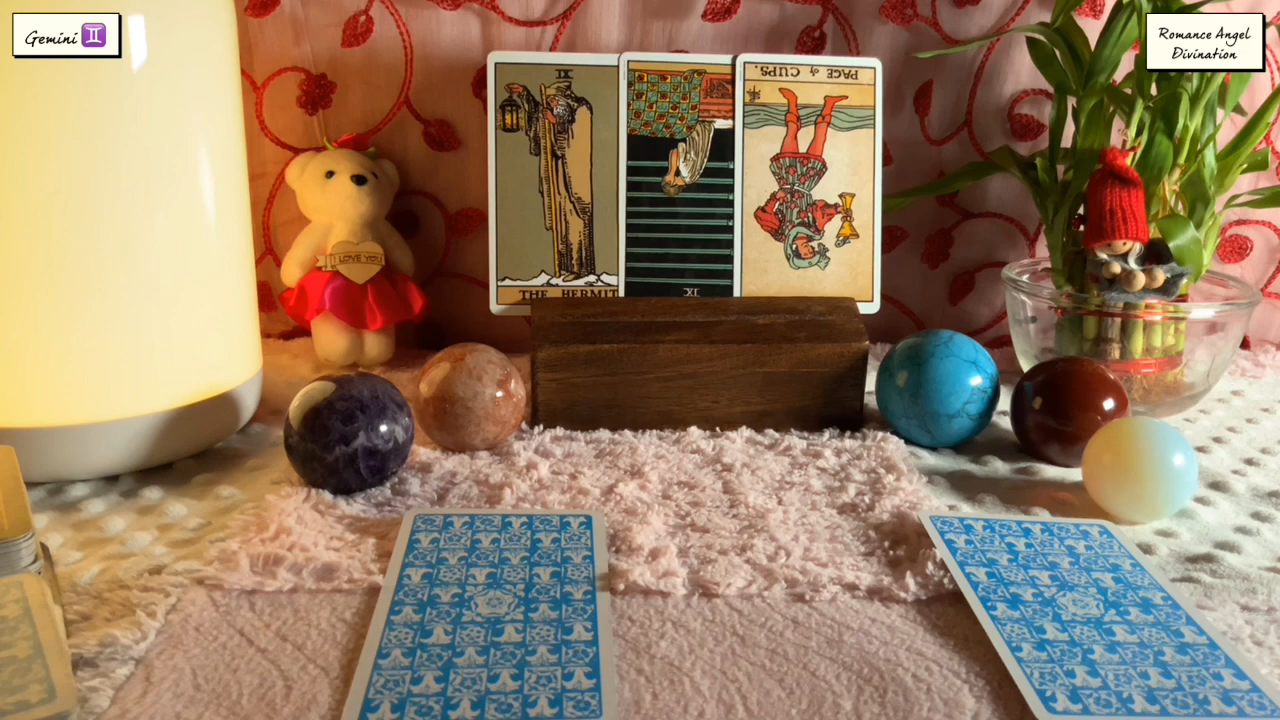 Gemini ♊
Romance Angel
Divination
IX
THE HERMIT
IX
PAGE of CUPS.
I LOVE YOU